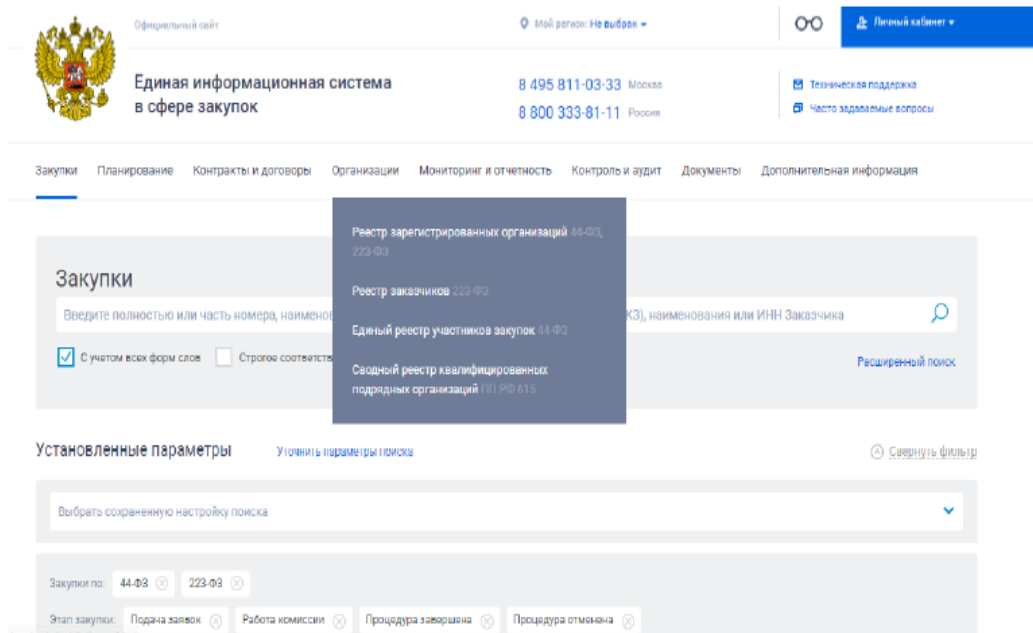 Официальный сайт
Мой регион: Не выбран
Личный кабинет
Единая информационная система
в сфере закупок
8 495 811-03-33 Москва
8 800 333-81-11 Россия
Техническая поддержка
Часто задаваемые вопросы
Закупки Планирование Контракты и договоры Организации Мониторинг и отчетность Контроль и аудит Документы Дополнительная информация
Реестр зарегистрированных организаций 44-ФЗ,
223-ФЗ
Реестр заказчиков 223-ФЗ
Единый реестр участников закупок 44-ФЗ
Сводный реестр квалифицированных
подрядных организаций ПП РФ 615
Закупки
Введите полностью или часть номера, наименов КЗ), наименования или ИНН Заказчика
С учетом всех форм слов Строгое соответств
Расширенный поиск
Установленные параметры Уточнить параметры поиска Свернуть фильтр
Выбрать сохраненную настройку поиска
Закупки по: 44-ФЗ 223-ФЗ
Этап закупки: Подача заявок Работа комиссии Процедура завершена Процедура отменена